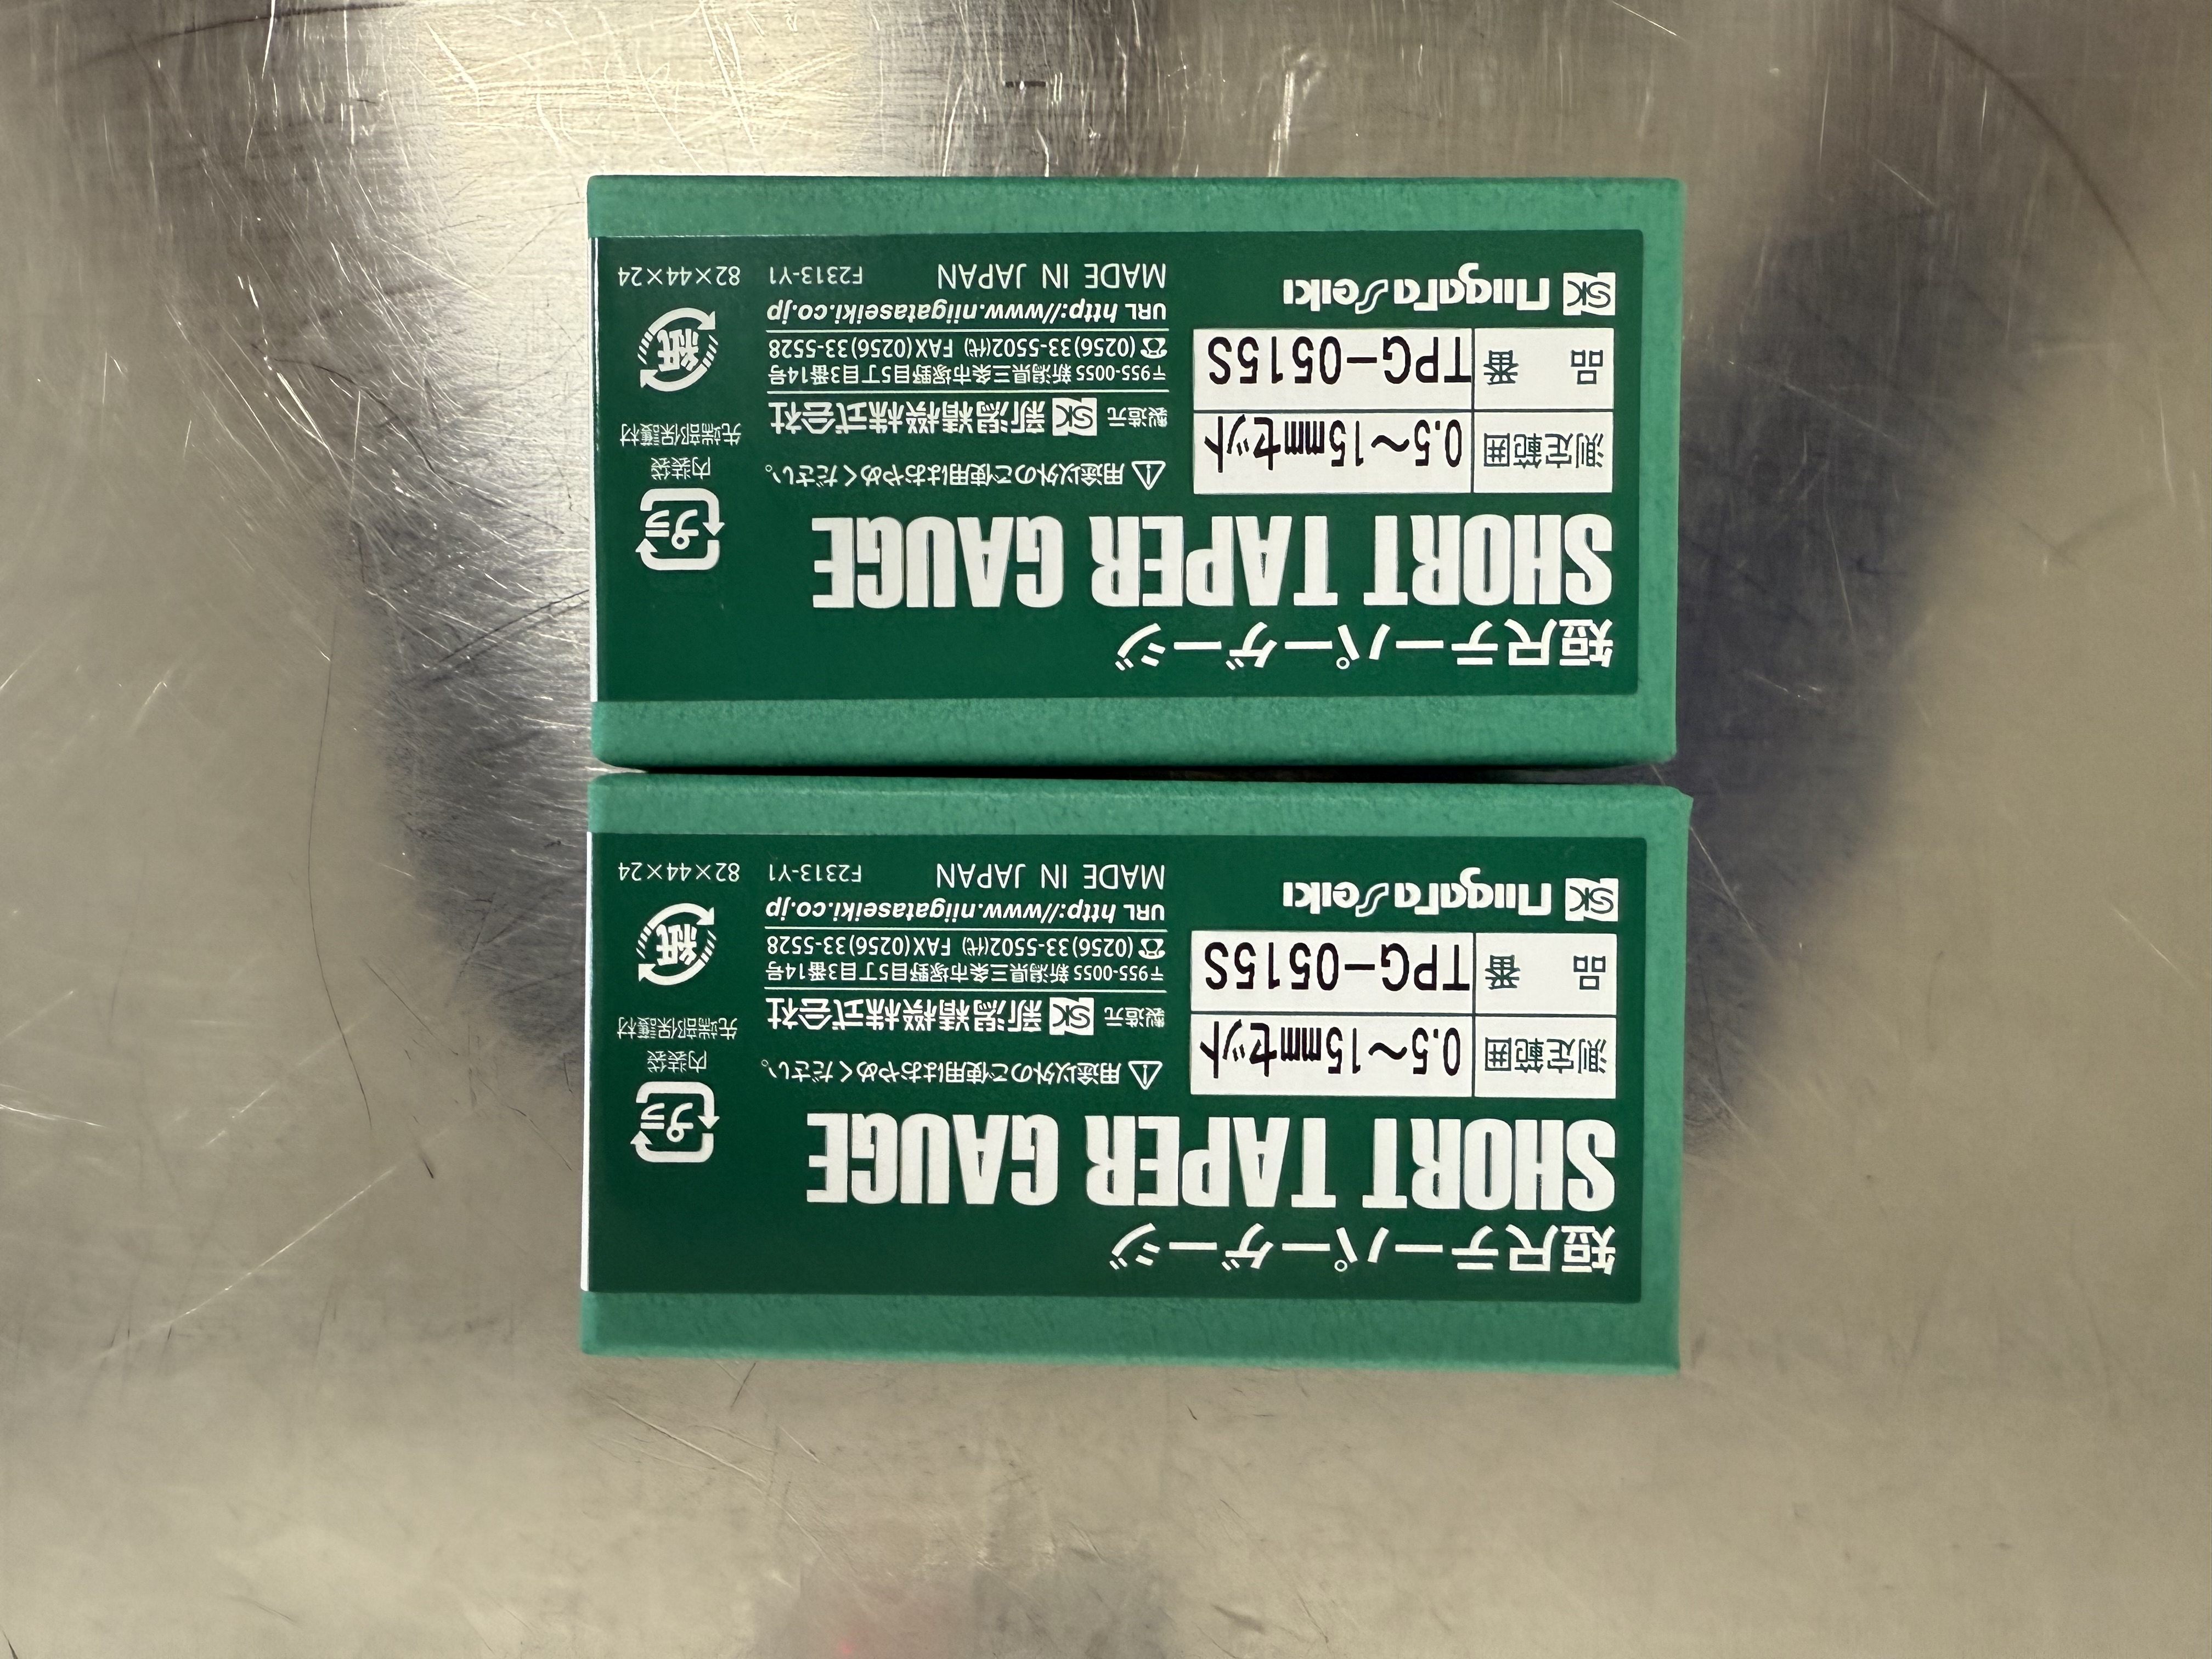 短尺テーパーゲージ
SHORT TAPER GAUGE
測定範囲 0.5～15mmセット
品番 TPG-0515S
SK niigata seiki
⚠用途以外のご使用はおやめください。
製造元 SK 新潟精機株式会社
〒955-0055 新潟県三条市塚野目5丁目3番14号
☎(0256)33-5502(代) FAX(0256)33-5528
URL http://www.niigataseiki.co.jp
MADE IN JAPAN F2313-Y1
プラ
内装袋
先端部保護材
紙
82×44×24
短尺テーパーゲージ
SHORT TAPER GAUGE
測定範囲 0.5～15mmセット
品番 TPG-0515S
SK niigata seiki
⚠用途以外のご使用はおやめください。
製造元 SK 新潟精機株式会社
〒955-0055 新潟県三条市塚野目5丁目3番14号
☎(0256)33-5502(代) FAX(0256)33-5528
URL http://www.niigataseiki.co.jp
MADE IN JAPAN F2313-Y1
プラ
内装袋
先端部保護材
紙
82×44×24